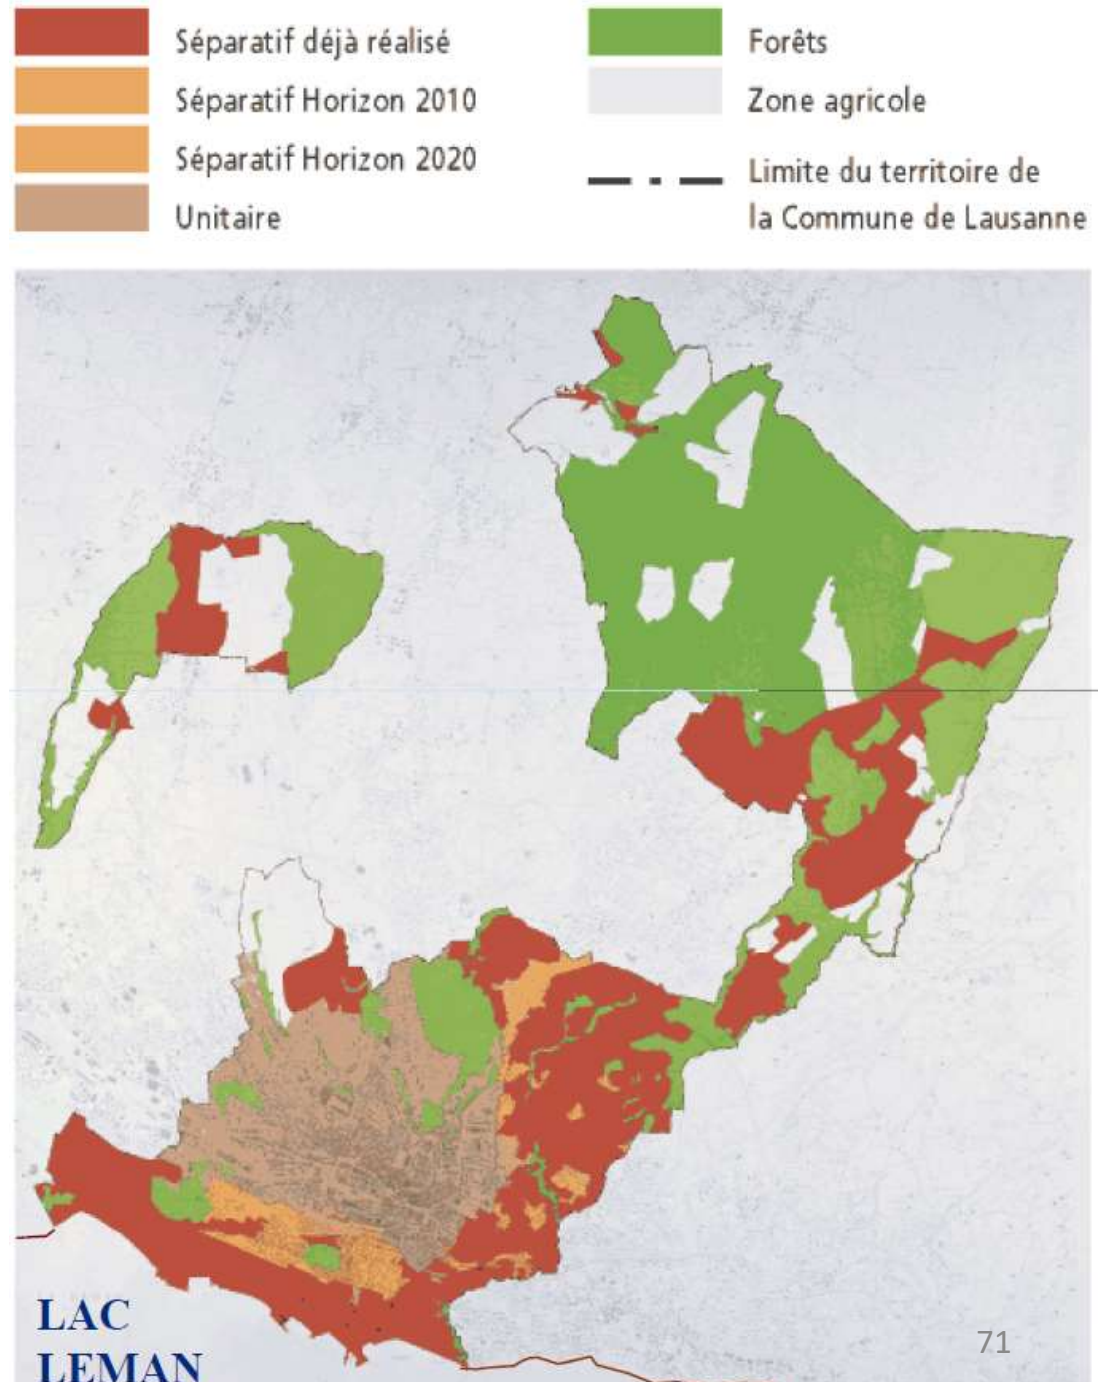 Séparatif déjà réalisé
Séparatif Horizon 2010
Séparatif Horizon 2020
Unitaire
Forêts
Zone agricole
Limite du territoire de
la Commune de Lausanne
LAC
LEMAN
71